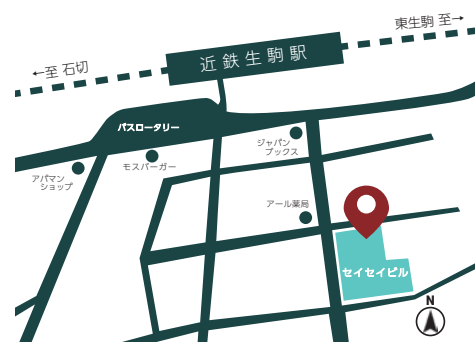 東生駒 至→
近鉄生駒駅
←至 石切
バスロータリー
ジャパン
ブックス
モスバーガー
アパマン
ショップ
アール薬局
セイセイビル
N